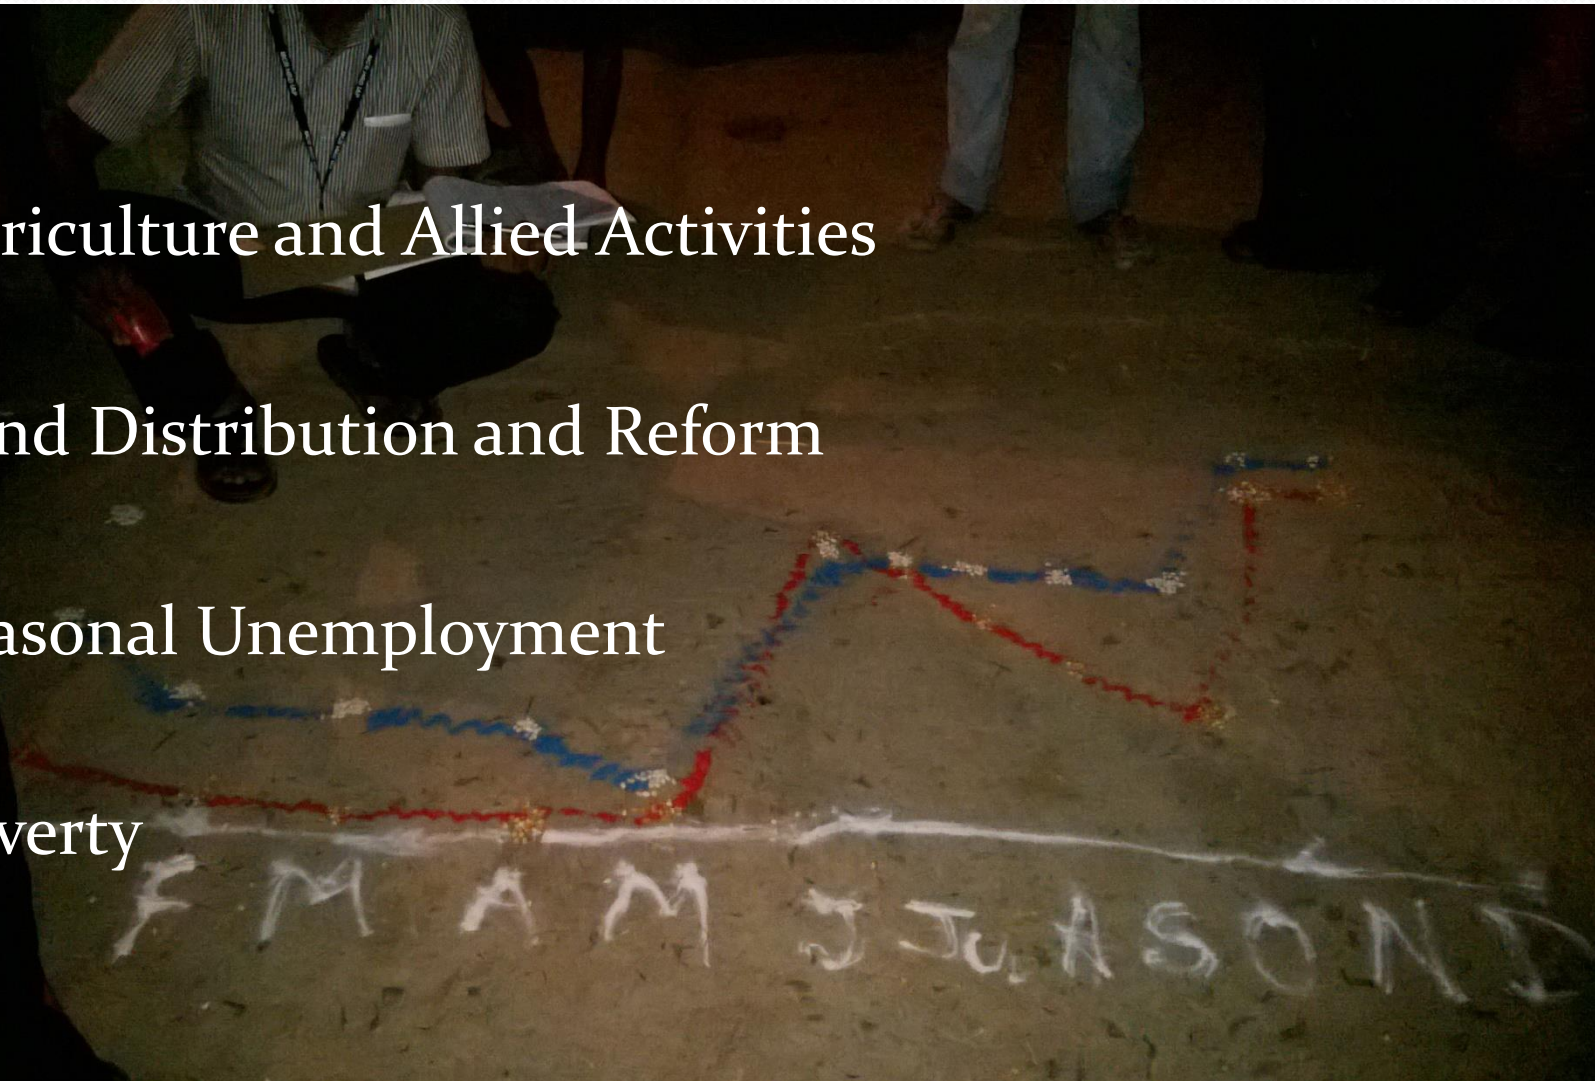 riculture and Allied Activities
nd Distribution and Reform
asonal Unemployment
verty
F M A M J Ju A S O N D